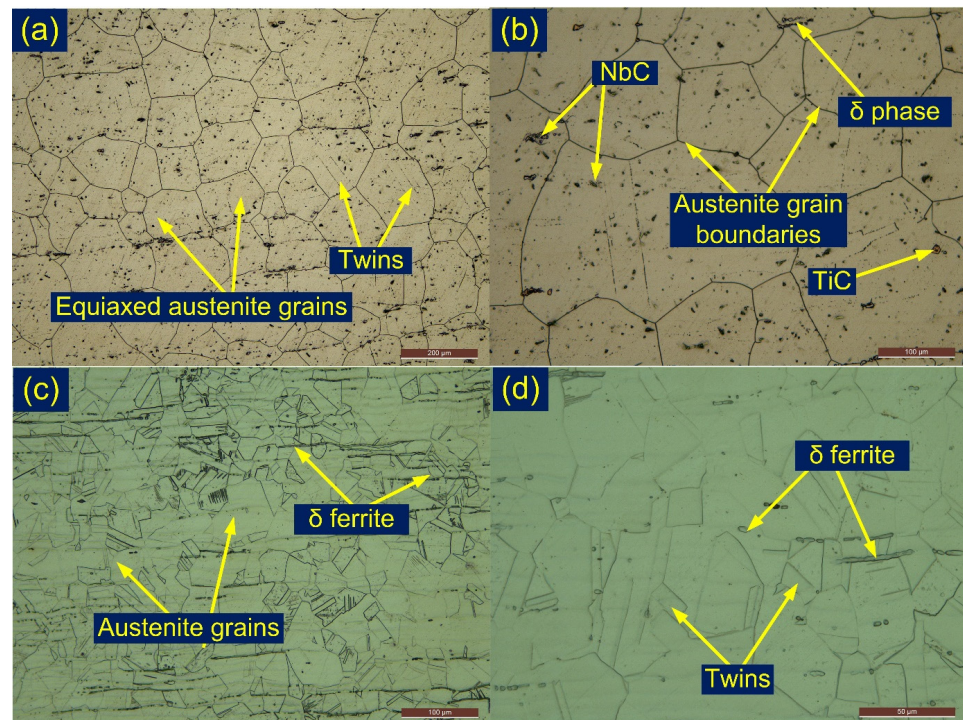 (a)
Twins
Equiaxed austenite grains
200 µm
(b)
NbC
δ phase
Austenite grain
boundaries
TiC
100 µm
(c)
δ ferrite
Austenite grains
100 µm
(d)
δ ferrite
Twins
50 µm